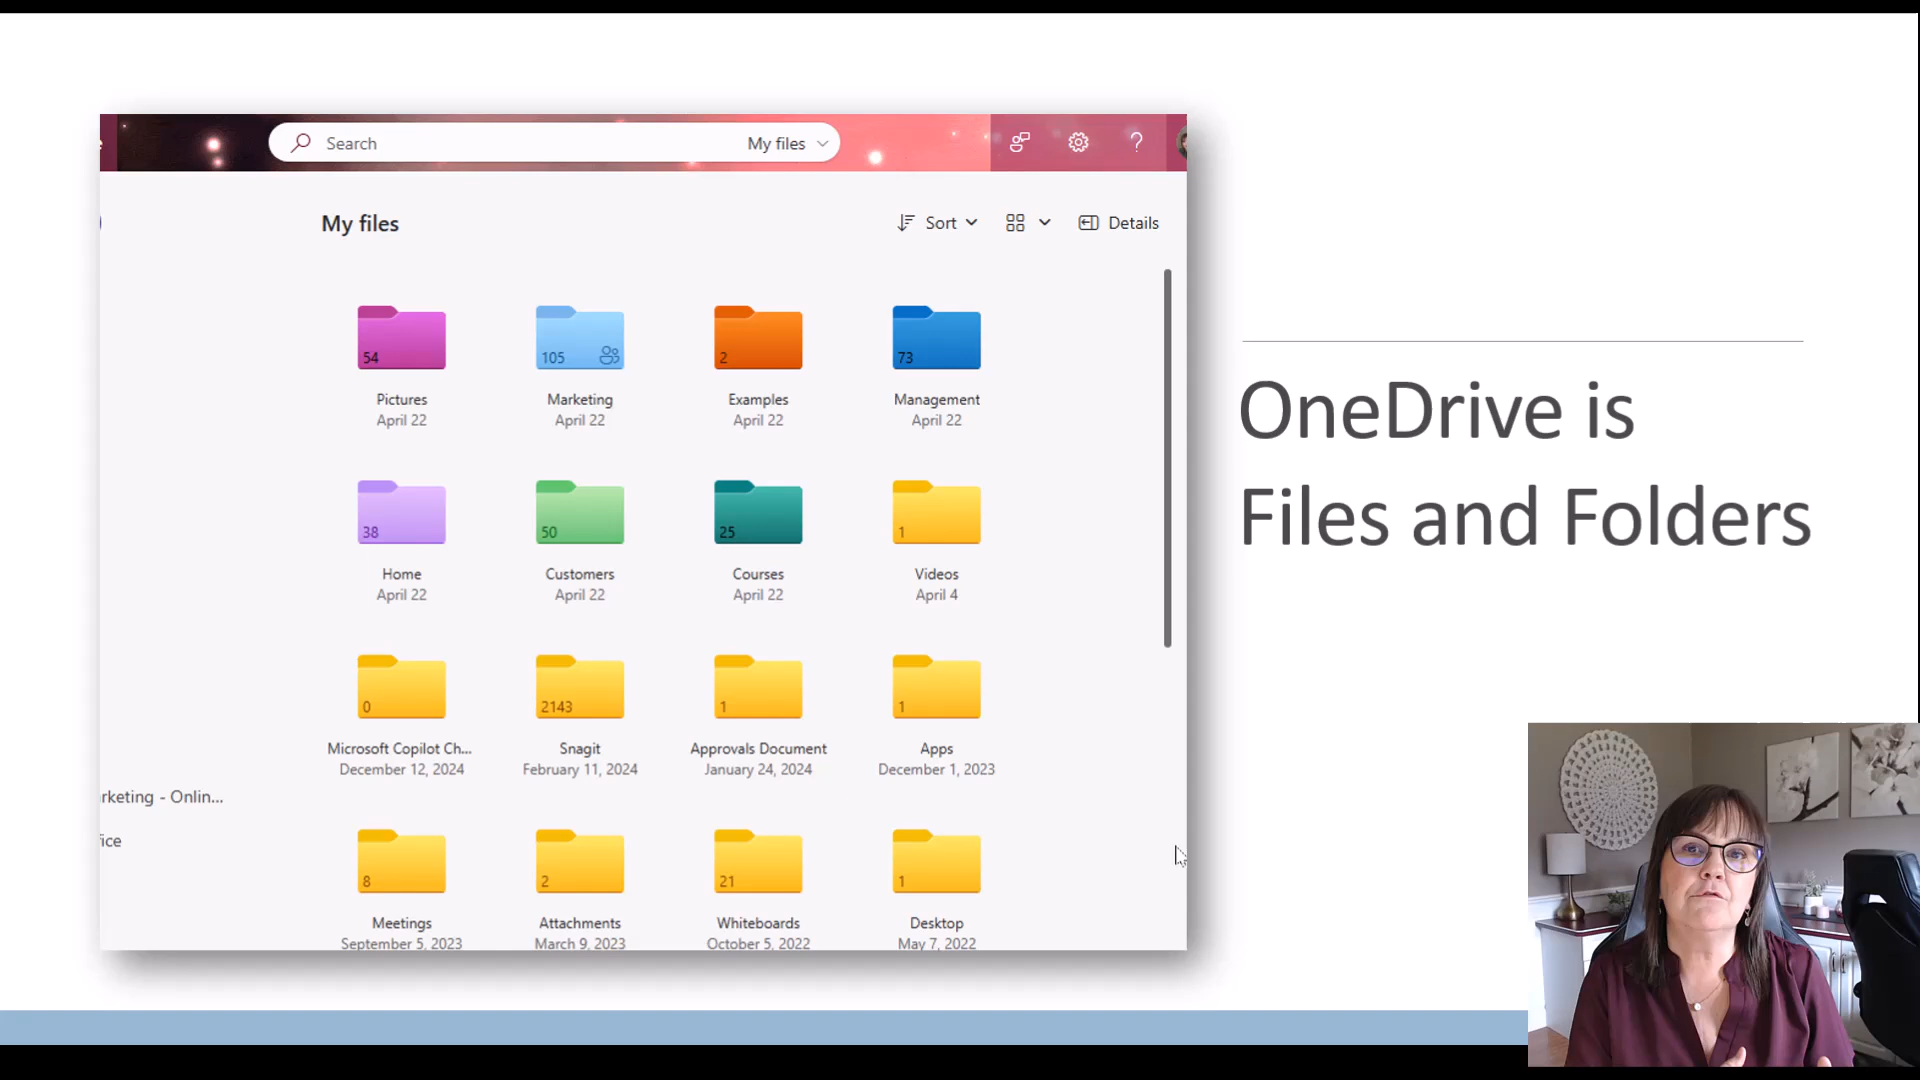 Search
My files
My files
Sort
Details
54
105
2
73
Pictures
Marketing
Examples
Management
April 22
April 22
April 22
April 22
38
50
25
1
Home
Customers
Courses
Videos
April 22
April 22
April 22
April 4
0
2143
1
1
Microsoft Copilot Ch...
Snagit
Approvals Document
Apps
December 12, 2024
February 11, 2024
January 24, 2024
December 1, 2023
rketing - Onlin...
ice
8
2
21
1
Meetings
Attachments
Whiteboards
Desktop
September 5, 2023
March 9, 2023
October 5, 2022
May 7, 2022
OneDrive is
Files and Folders